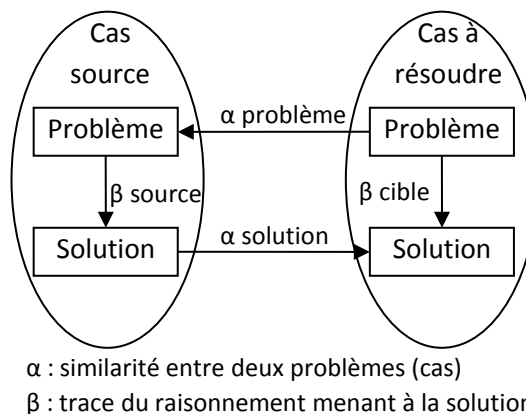 Cas
source
Cas à
résoudre
Problème
α problème
Problème
β source
β cible
Solution
α solution
Solution
α : similarité entre deux problèmes (cas)
β : trace du raisonnement menant à la solution